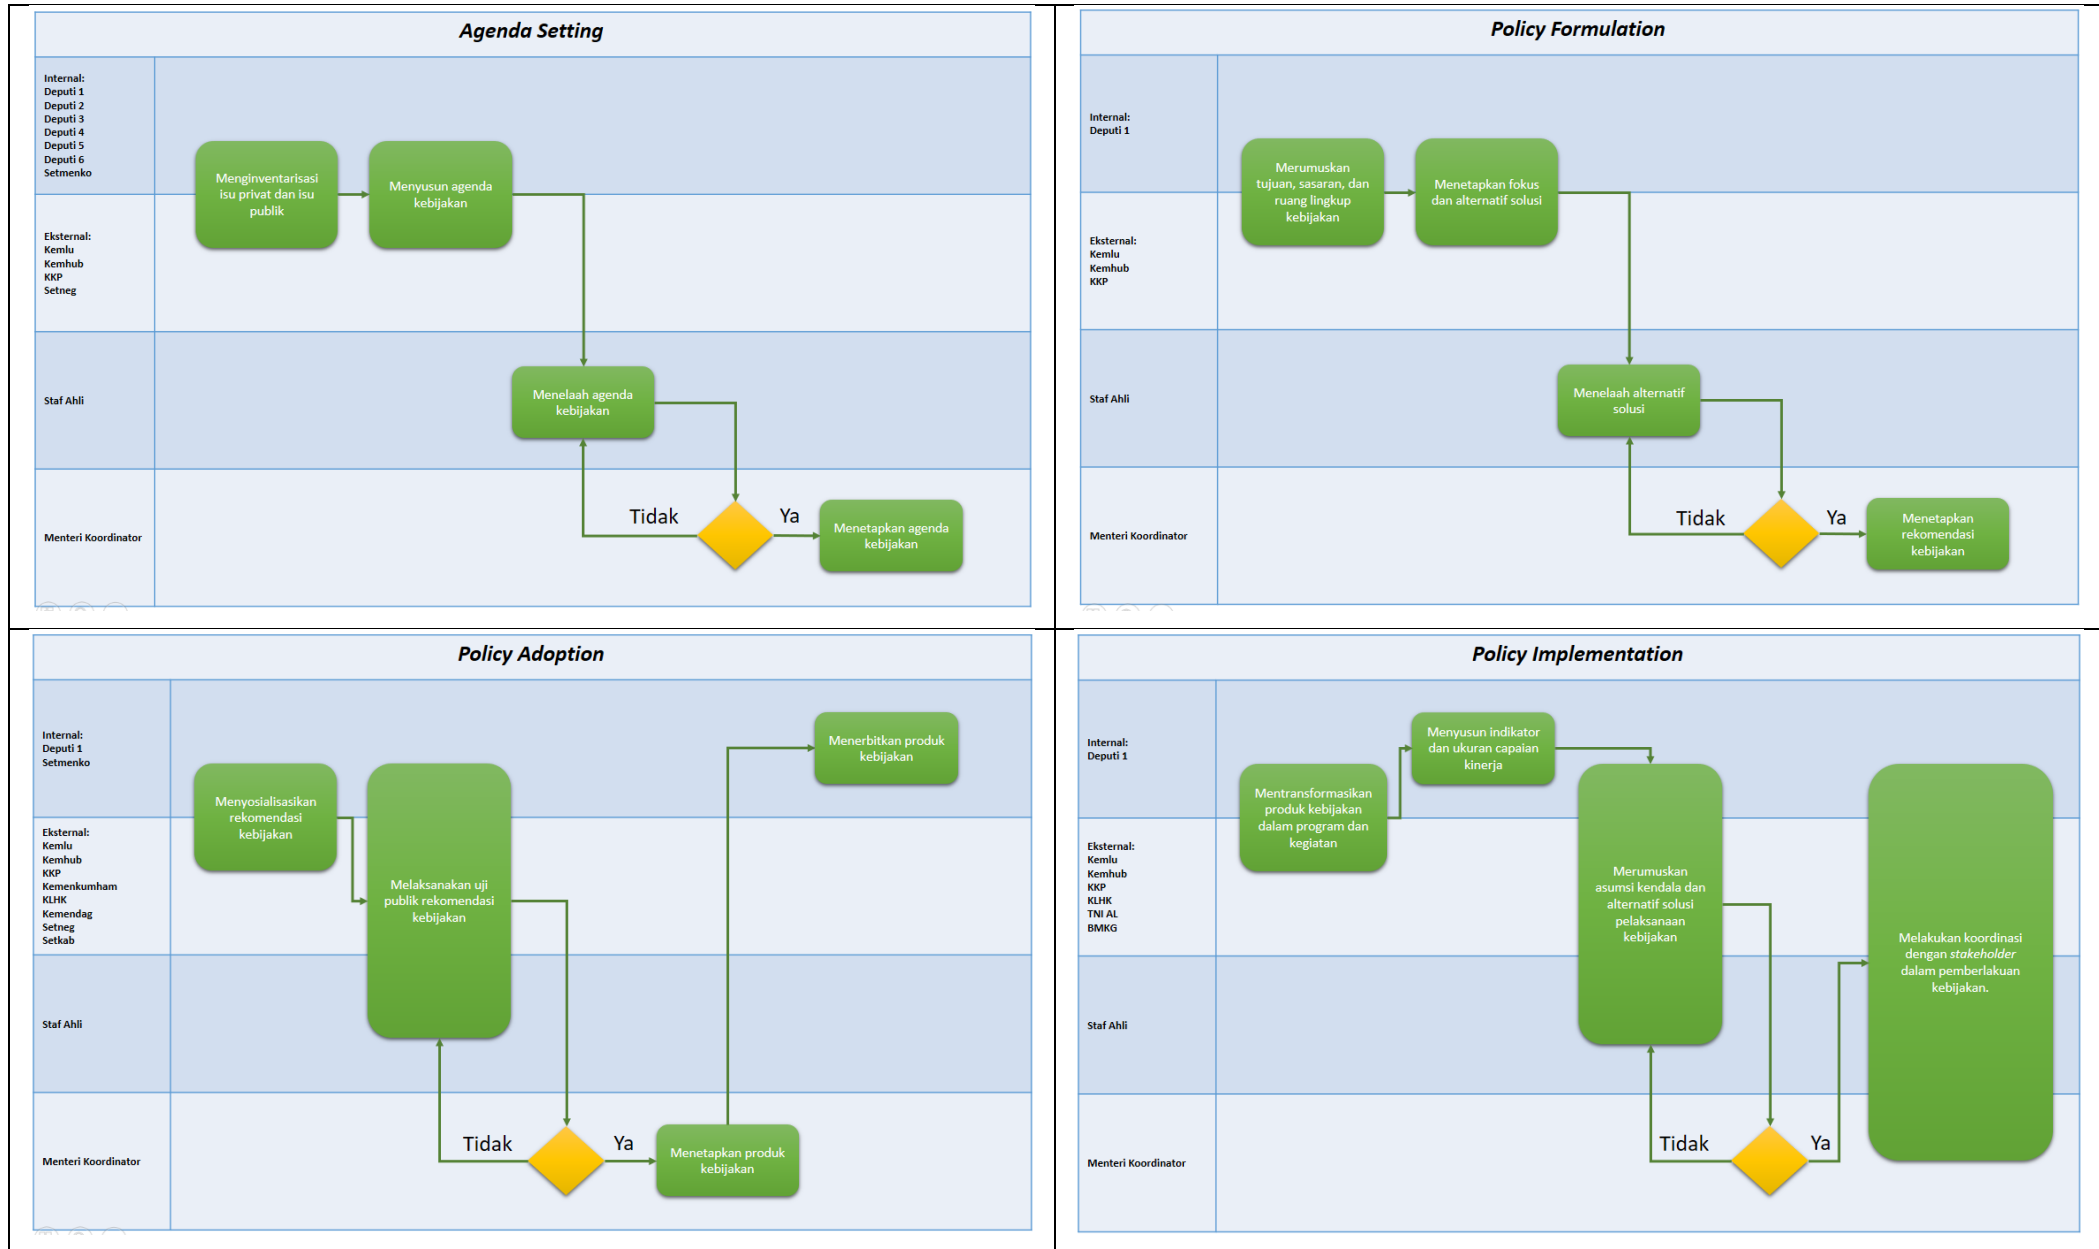 Agenda Setting
Internal:
Deputi 1
Deputi 2
Deputi 3
Deputi 4
Deputi 5
Deputi 6
Setmenko
Eksternal:
Kemlu
Kemhub
KKP
Setneg
Staf Ahli
Menteri Koordinator
Menginventarisasi
isu privat dan isu
publik
Menyusun agenda
kebijakan
Menelaah agenda
kebijakan
Tidak
Ya
Menetapkan agenda
kebijakan
Policy Formulation
Internal:
Deputi 1
Eksternal:
Kemlu
Kemhub
KKP
Staf Ahli
Menteri Koordinator
Merumuskan
tujuan, sasaran, dan
ruang lingkup
kebijakan
Menetapkan fokus
dan alternatif solusi
Menelaah alternatif
solusi
Tidak
Ya
Menetapkan
rekomendasi
kebijakan
Policy Adoption
Internal:
Deputi 1
Setmenko
Eksternal:
Kemlu
Kemhub
KKP
Kemenkumham
KLHK
Kemendag
Setneg
Setkab
Staf Ahli
Menteri Koordinator
Menyosialisasikan
rekomendasi
kebijakan
Melaksanakan uji
publik rekomendasi
kebijakan
Tidak
Ya
Menetapkan produk
kebijakan
Menerbitkan produk
kebijakan
Policy Implementation
Internal:
Deputi 1
Eksternal:
Kemlu
Kemhub
KKP
KLHK
TNI AL
BMKG
Staf Ahli
Menteri Koordinator
Mentransformasikan
produk kebijakan
dalam program dan
kegiatan
Menyusun indikator
dan ukuran capaian
kinerja
Merumuskan
asumsi kendala dan
alternatif solusi
pelaksanaan
kebijakan
Tidak
Ya
Melakukan koordinasi
dengan stakeholder
dalam pemberlakuan
kebijakan.